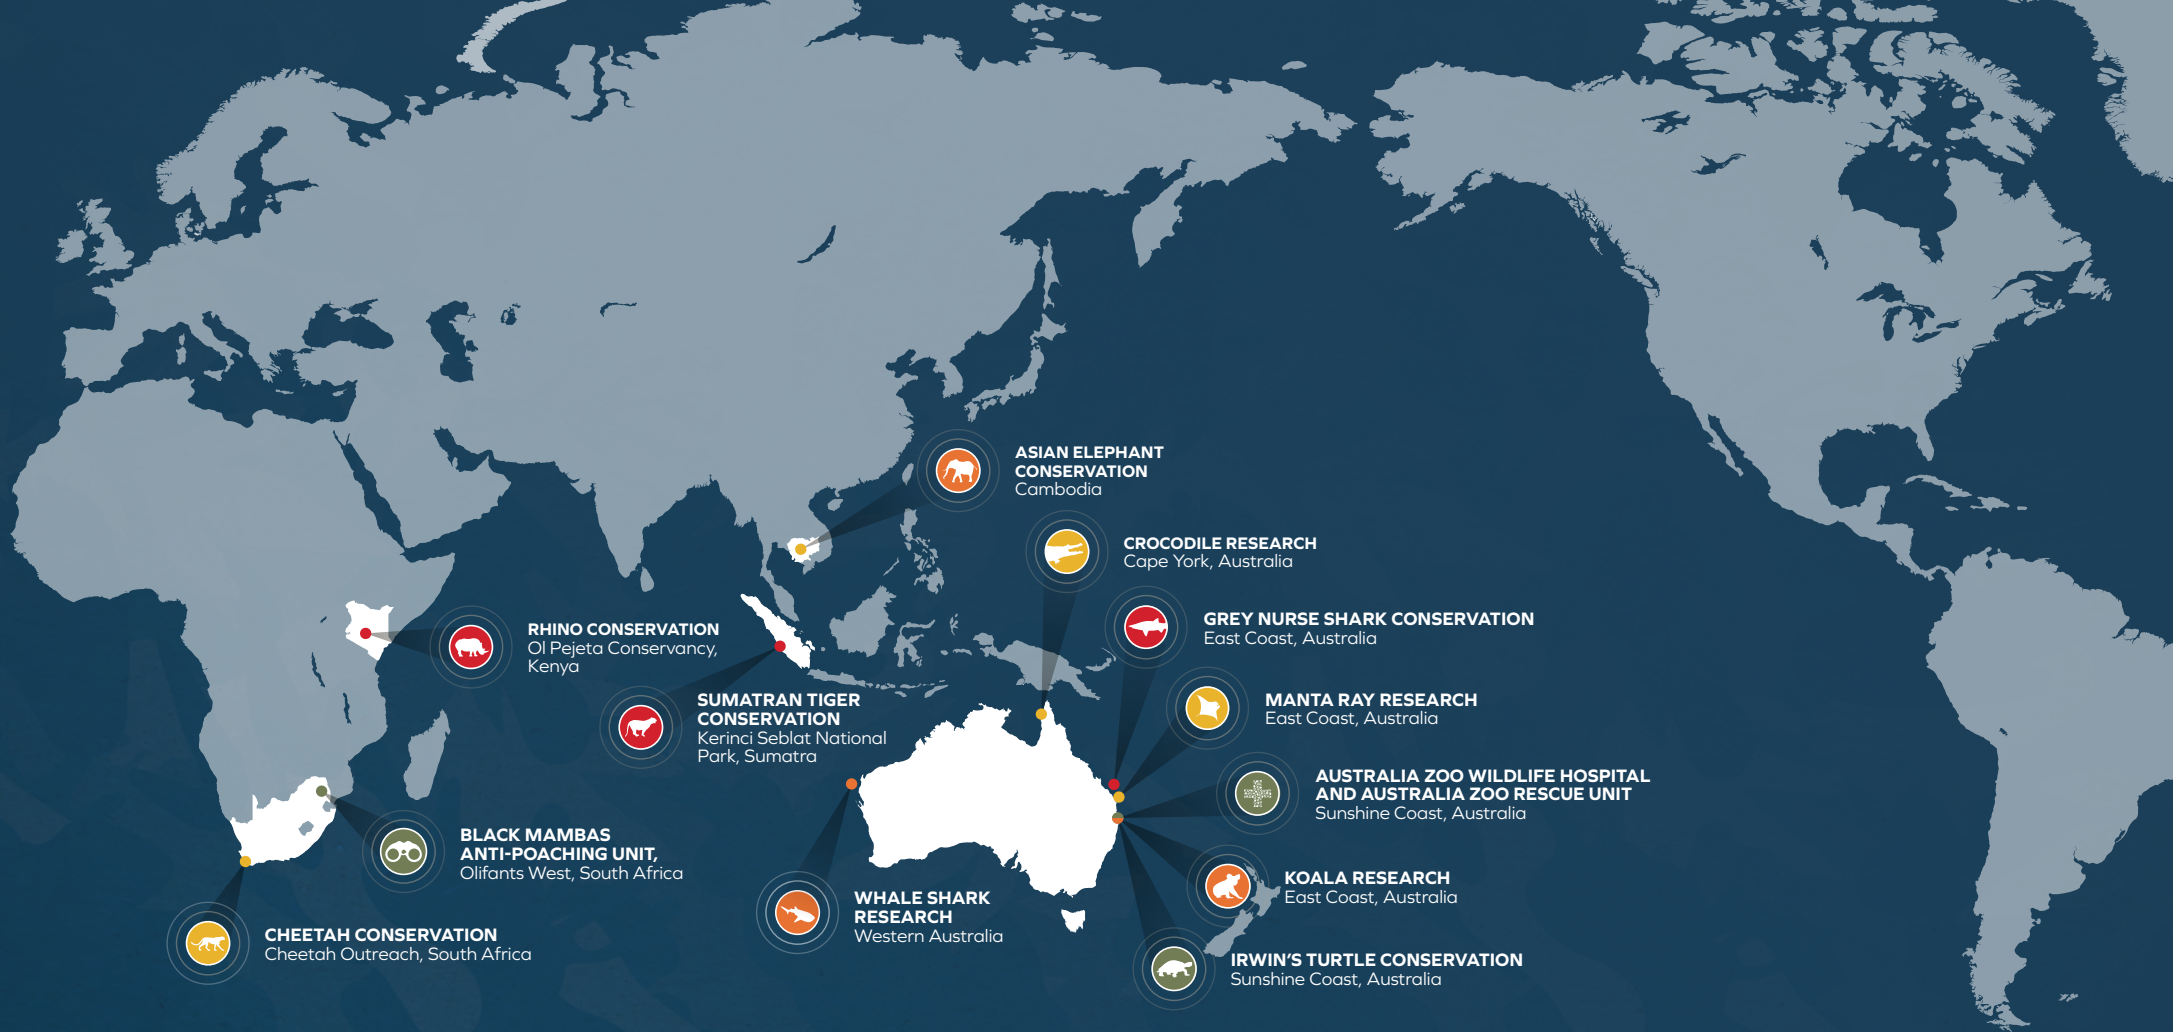 ASIAN ELEPHANT
CONSERVATION
Cambodia
CROCODILE RESEARCH
Cape York, Australia
GREY NURSE SHARK CONSERVATION
East Coast, Australia
RHINO CONSERVATION
Ol Pejeta Conservancy,
Kenya
SUMATRAN TIGER
CONSERVATION
Kerinci Seblat National
Park, Sumatra
MANTA RAY RESEARCH
East Coast, Australia
AUSTRALIA ZOO WILDLIFE HOSPITAL
AND AUSTRALIA ZOO RESCUE UNIT
Sunshine Coast, Australia
BLACK MAMBAS
ANTI-POACHING UNIT,
Olifants West, South Africa
KOALA RESEARCH
East Coast, Australia
WHALE SHARK
RESEARCH
Western Australia
CHEETAH CONSERVATION
Cheetah Outreach, South Africa
IRWIN'S TURTLE CONSERVATION
Sunshine Coast, Australia